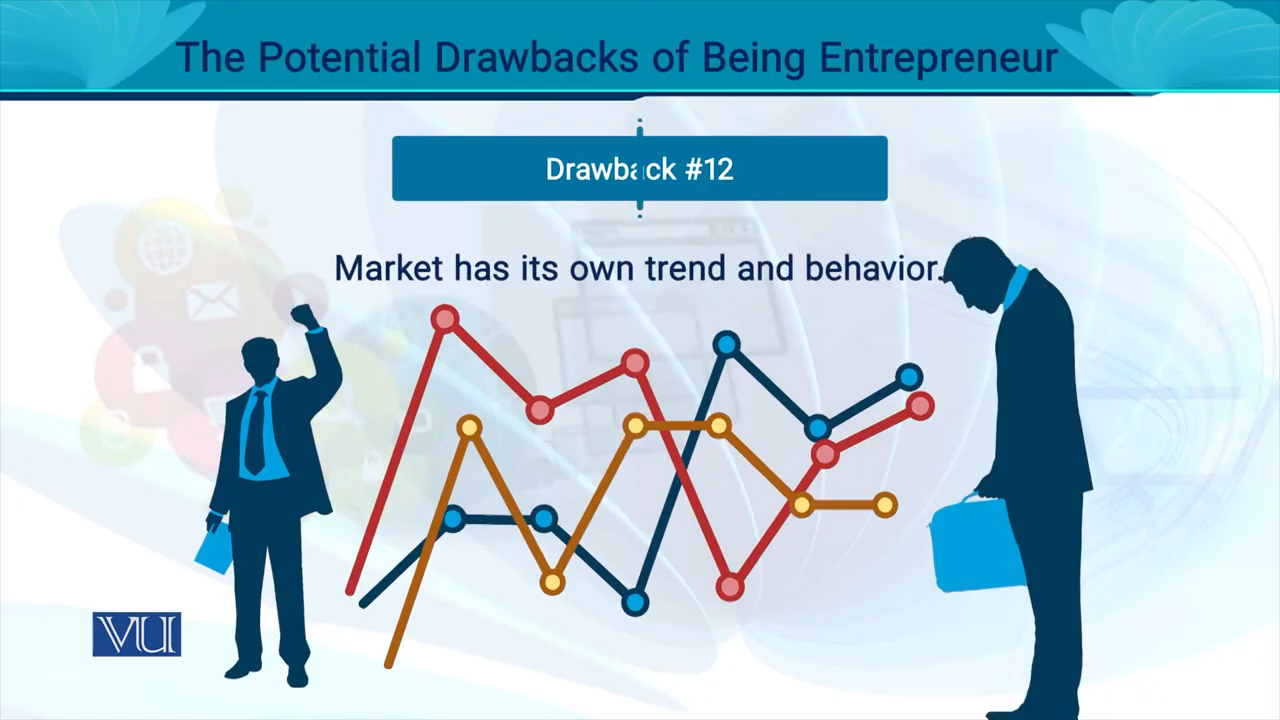 The Potential Drawbacks of Being Entrepreneur
Drawback #12
Market has its own trend and behavior.
VU